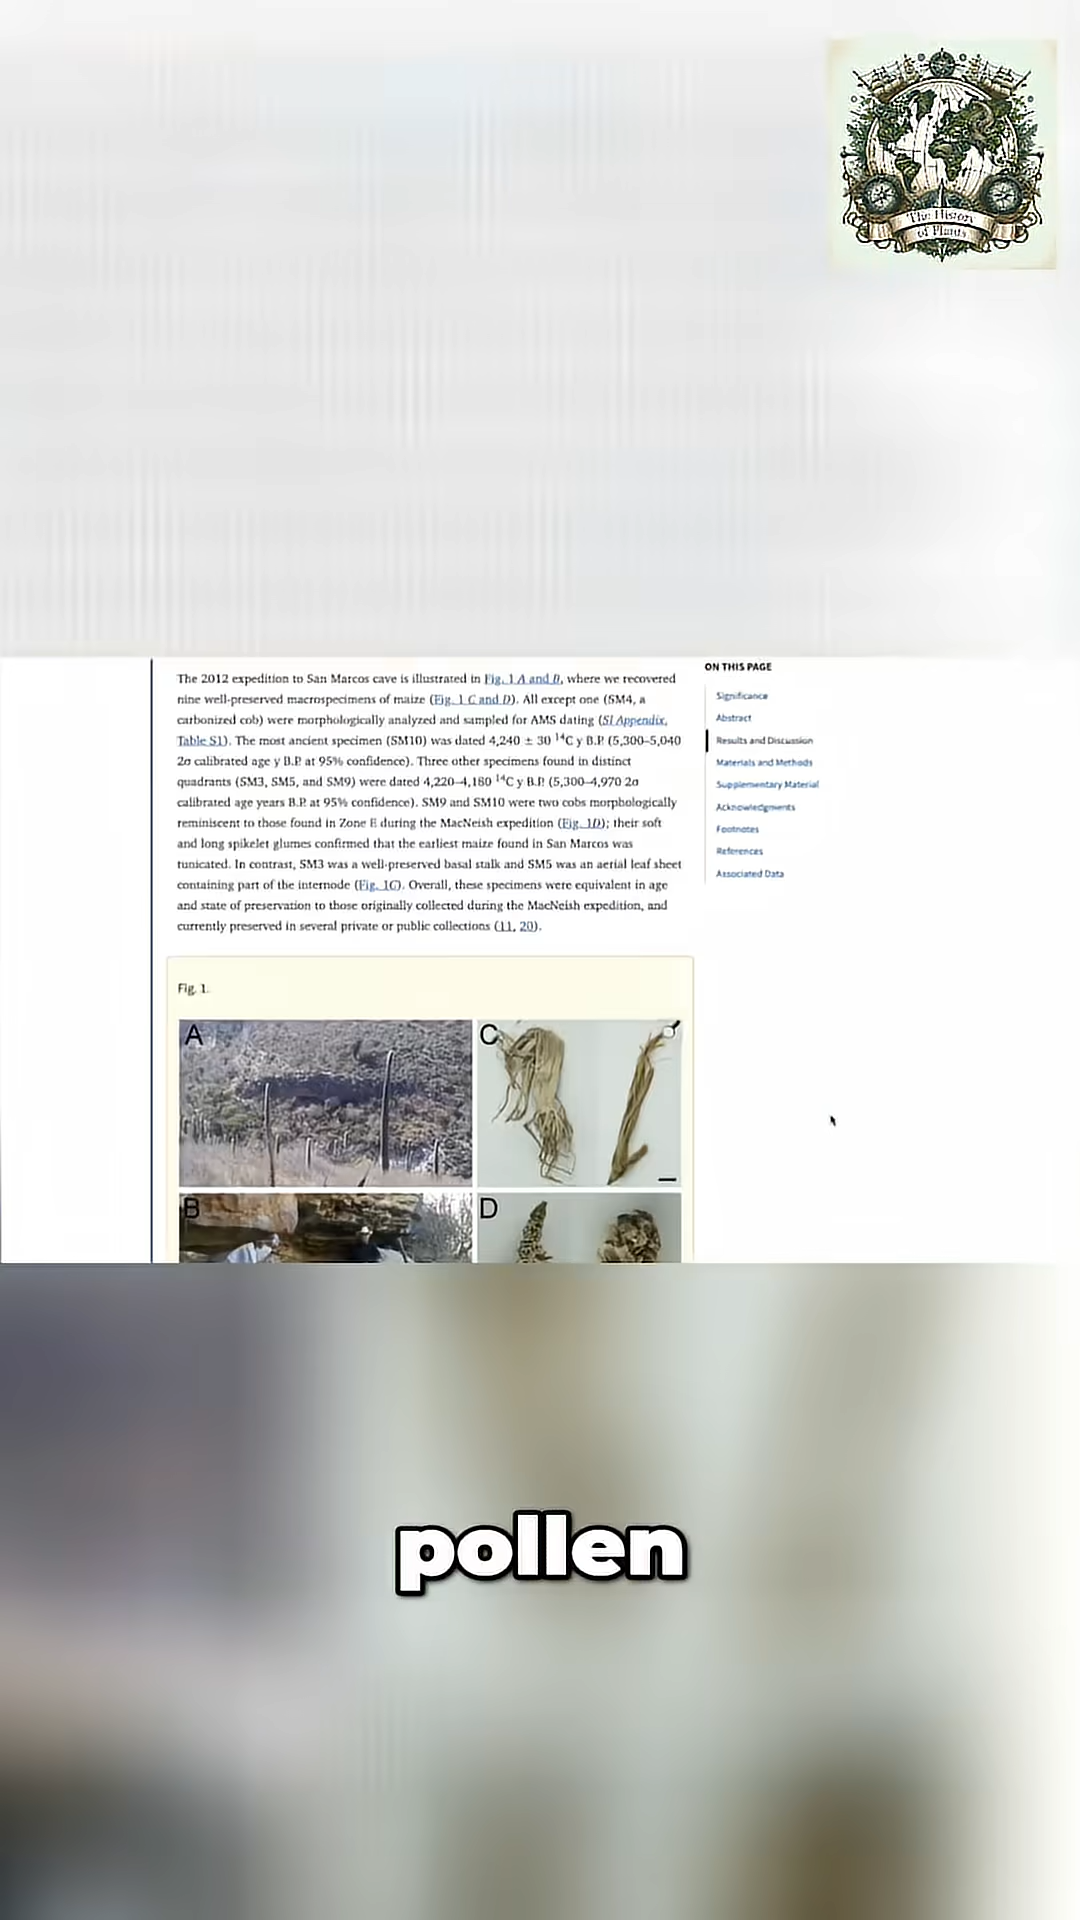 The History
of Plants
The 2012 expedition to San Marcos cave is illustrated in Fig. 1 A and B, where we recovered
nine well-preserved macrospecimens of maize (Fig. 1 C and D). All except one (SM4, a
carbonized cob) were morphologically analyzed and sampled for AMS dating (SI Appendix,
Table S1). The most ancient specimen (SM10) was dated 4,240 ± 30 ¹⁴C y B.P. (5,300–5,040
2σ calibrated age y B.P. at 95% confidence). Three other specimens found in distinct
quadrants (SM3, SM5, and SM9) were dated 4,220–4,180 ¹⁴C y B.P. (5,300–4,970 2σ
calibrated age years B.P. at 95% confidence). SM9 and SM10 were two cobs morphologically
reminiscent to those found in Zone E during the MacNeish expedition (Fig. 1D); their soft
and long spikelet glumes confirmed that the earliest maize found in San Marcos was
tunicated. In contrast, SM3 was a well-preserved basal stalk and SM5 was an aerial leaf sheet
containing part of the internode (Fig. 1C). Overall, these specimens were equivalent in age
and state of preservation to those originally collected during the MacNeish expedition, and
currently preserved in several private or public collections (11, 20).
ON THIS PAGE
Significance
Abstract
Results and Discussion
Materials and Methods
Supplementary Material
Acknowledgments
Footnotes
References
Associated Data
Fig. 1.
A
C
B
D
pollen